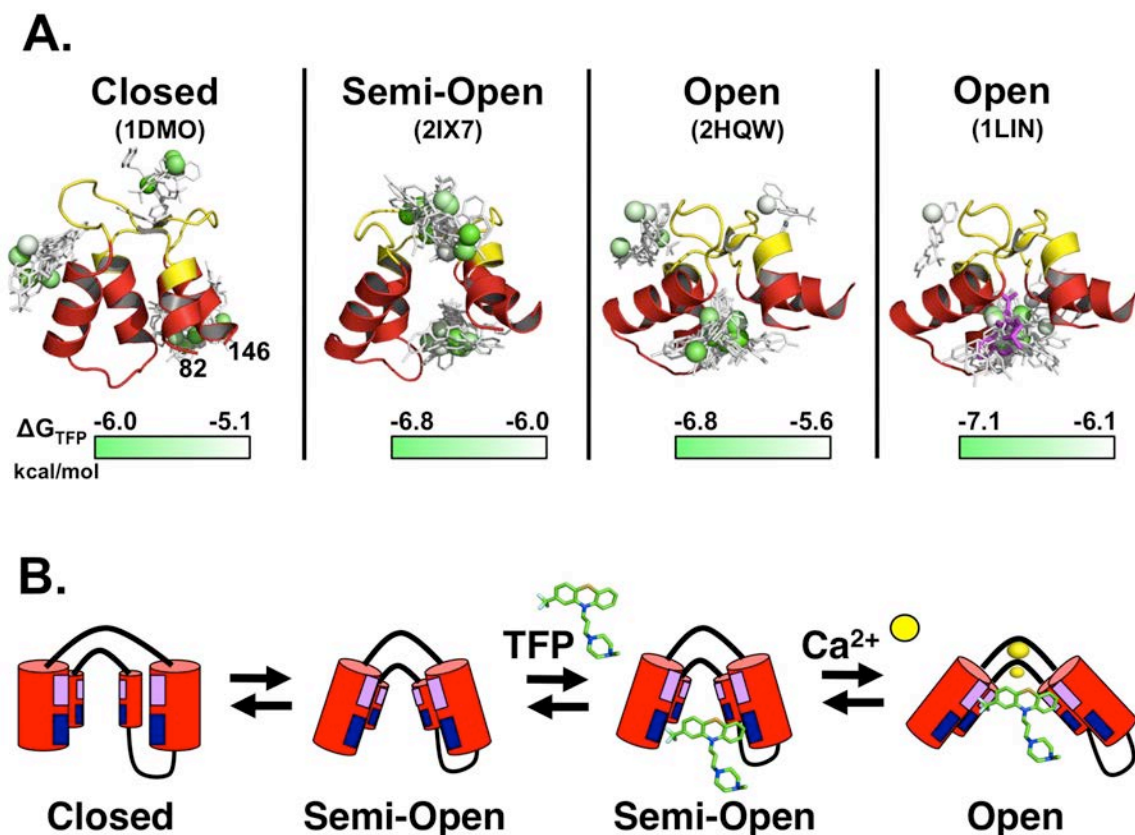 A.
Closed Semi-Open Open Open
(1DMO) (2IX7) (2HQW) (1LIN)
146
82
-6.0 -5.1 -6.8 -6.0 -6.8 -5.6 -7.1 -6.1
ΔGTFP
kcal/mol
B.
TFP Ca2+
Closed Semi-Open Semi-Open Open